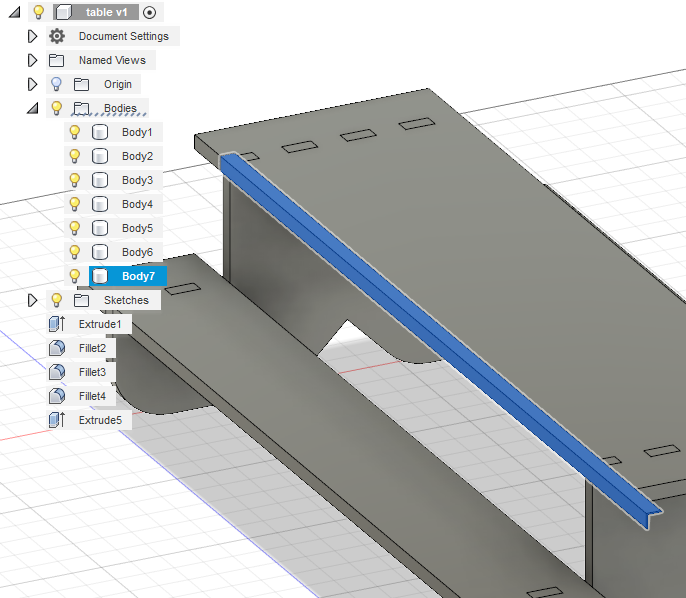 table v1
Document Settings
Named Views
Origin
Bodies
Body1
Body2
Body3
Body4
Body5
Body6
Body7
Sketches
Extrude1
Fillet2
Fillet3
Fillet4
Extrude5